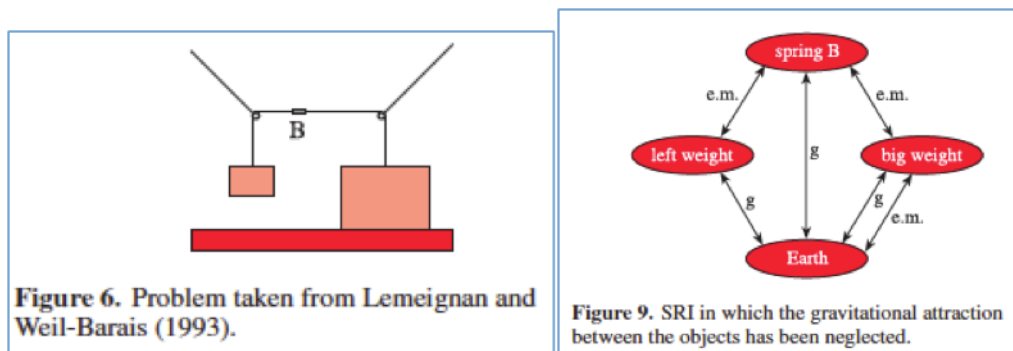 B
Figure 6. Problem taken from Lemeignan and
Weil-Barais (1993).
spring B
e.m.
e.m.
left weight
g
big weight
g
g
e.m.
Earth
Figure 9. SRI in which the gravitational attraction
between the objects has been neglected.